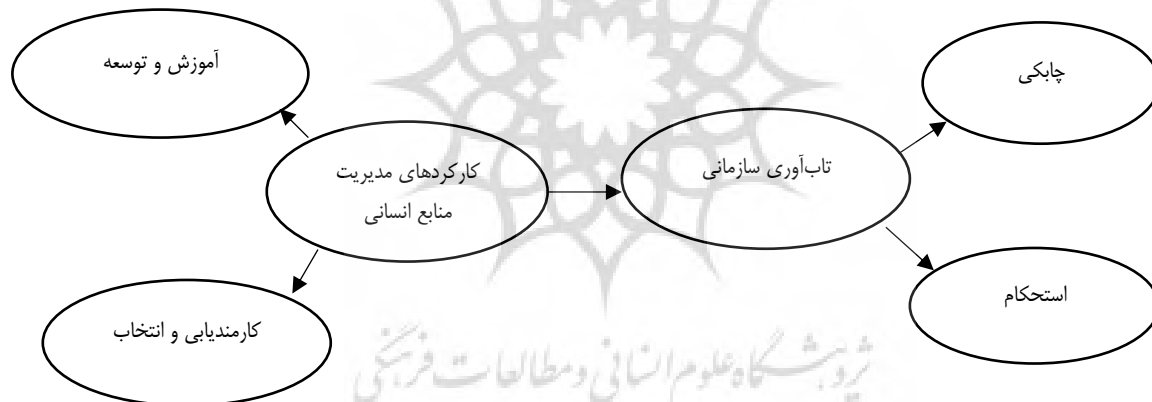 آموزش و توسعه
چابکی
کارکردهای مدیریت
منابع انسانی
تاب‌آوری سازمانی
کارمندیابی و انتخاب
استحکام
پژوهشگاه علوم انسانی و مطالعات فرهنگی